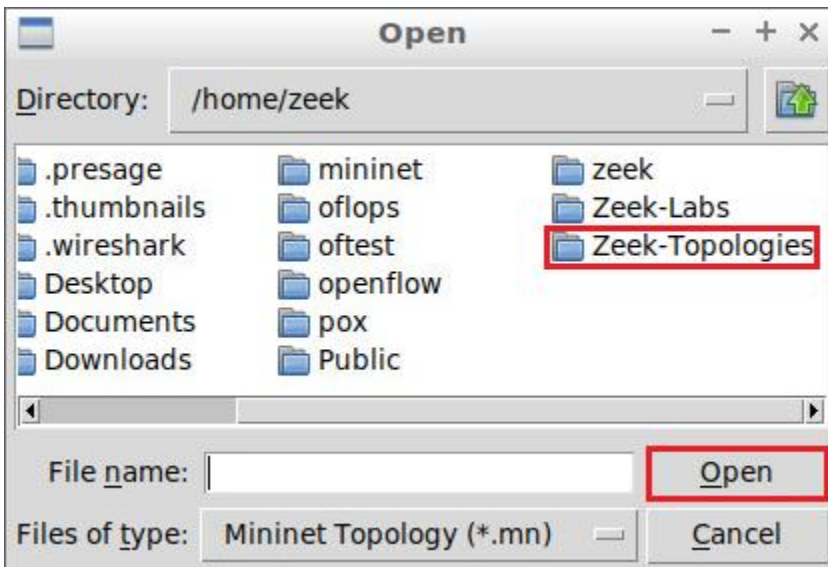 Open
Directory: /home/zeek
.presage mininet zeek
.thumbnails oflops Zeek-Labs
.wireshark oftest Zeek-Topologies
Desktop openflow
Documents pox
Downloads Public
File name: Open
Files of type: Mininet Topology (*.mn) Cancel